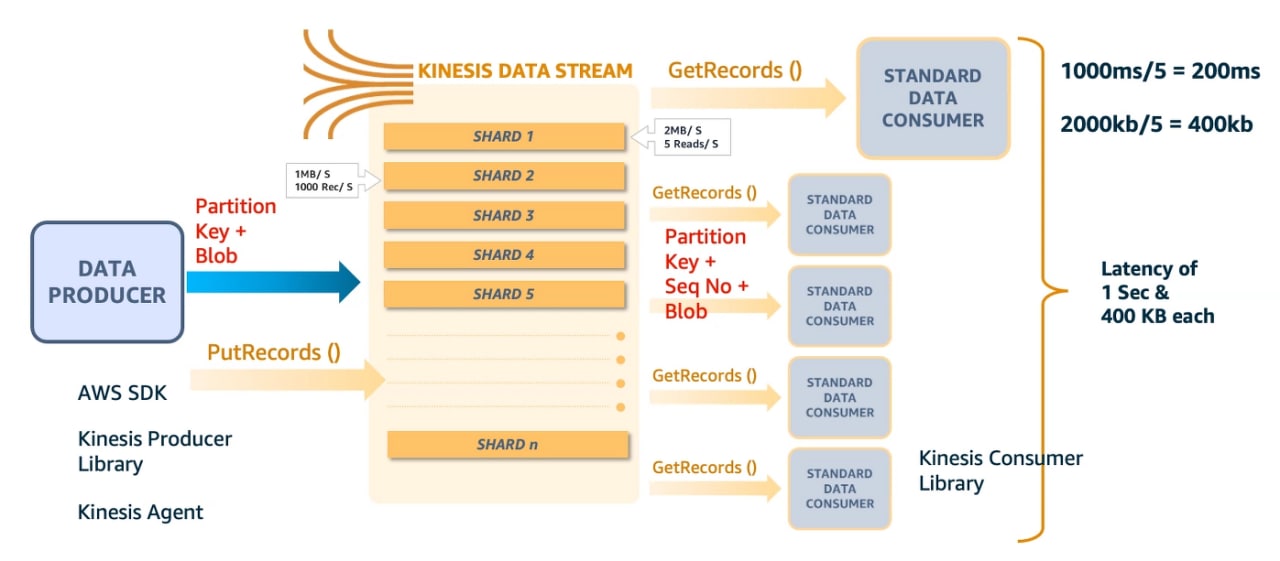 KINESIS DATA STREAM
GetRecords ()
STANDARD
DATA
CONSUMER
1000ms/5 = 200ms
2000kb/5 = 400kb
SHARD 1
2MB/ S
5 Reads/ S
1MB/ S
1000 Rec/ S
SHARD 2
SHARD 3
SHARD 4
SHARD 5
SHARD n
DATA
PRODUCER
Partition
Key +
Blob
PutRecords ()
AWS SDK
Kinesis Producer
Library
Kinesis Agent
GetRecords ()
STANDARD
DATA
CONSUMER
Partition
Key +
Seq No +
Blob
STANDARD
DATA
CONSUMER
GetRecords ()
STANDARD
DATA
CONSUMER
GetRecords ()
STANDARD
DATA
CONSUMER
Kinesis Consumer
Library
Latency of
1 Sec &
400 KB each